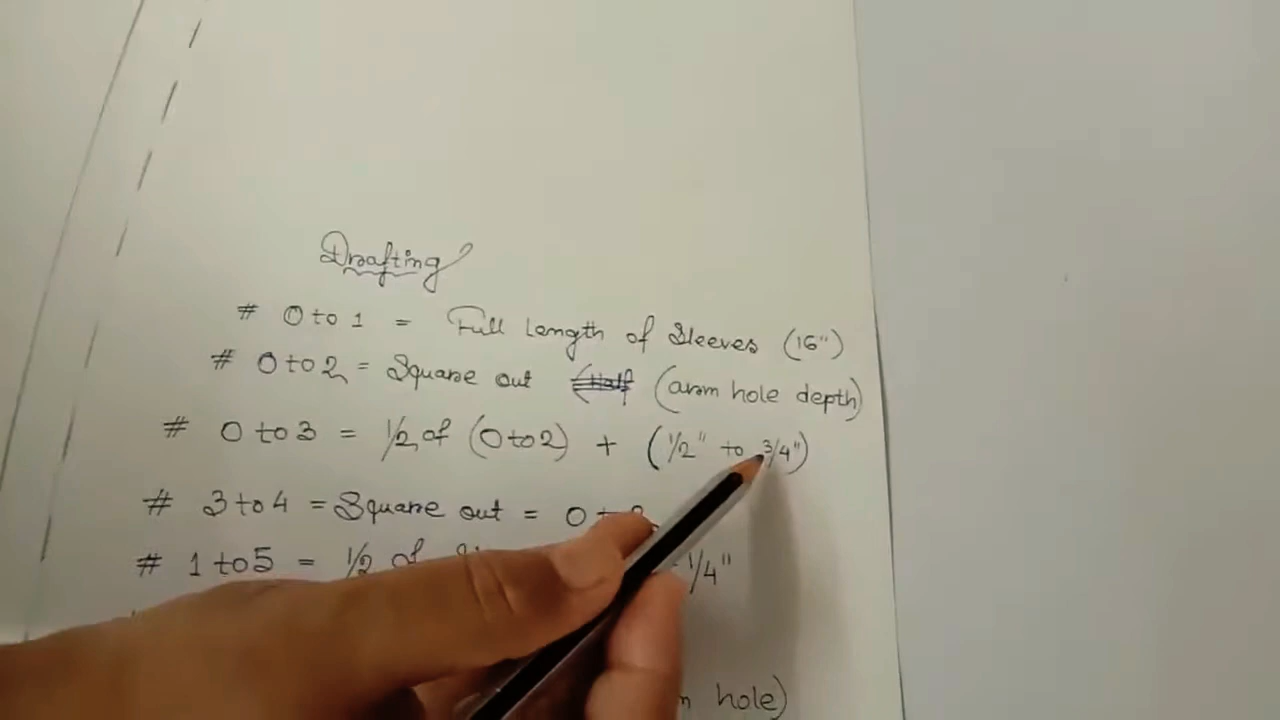 Drafting
# 0 to 1 = Full Length of Sleeves (16")
# 0 to 2 = Square out (arm hole depth)
# 0 to 3 = 1/2 of (0 to 2) + (1/2" to 3/4")
# 3 to 4 = Square out = 0 to
# 1 to 5 = 1/2 of 1/4"
hole)